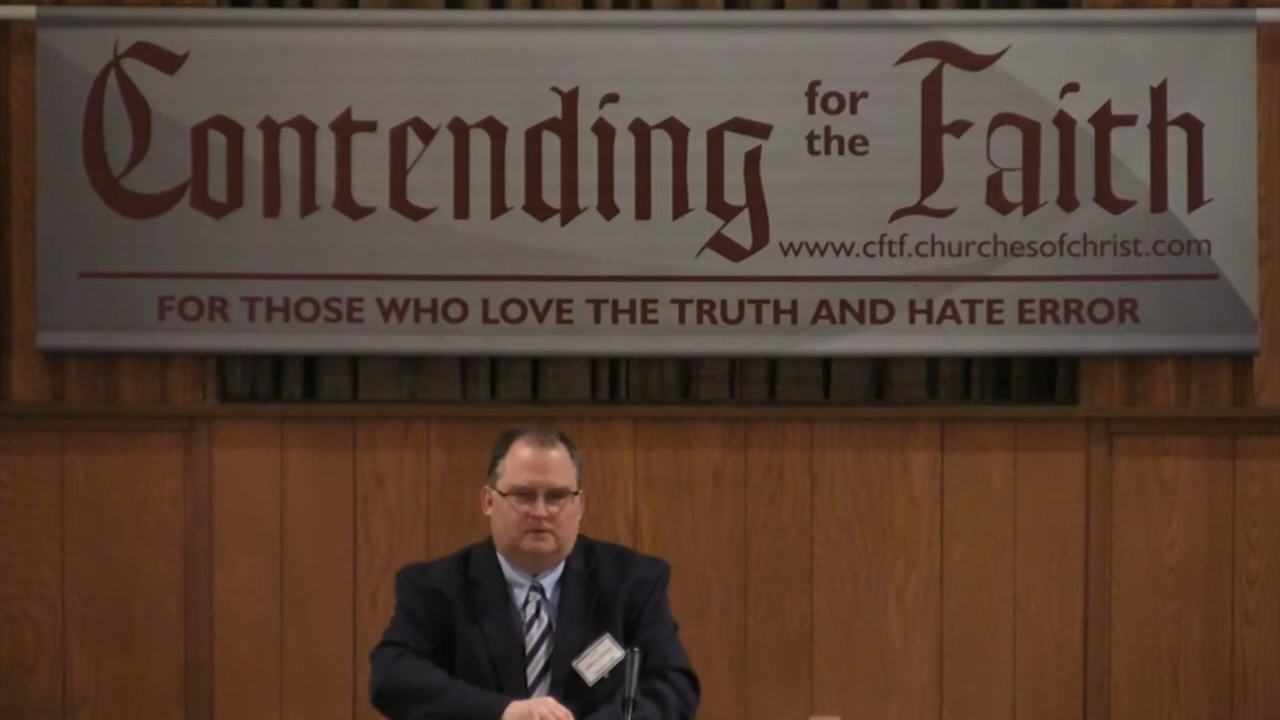 Contending for the Faith
www.cftf.churchesofchrist.com
FOR THOSE WHO LOVE THE TRUTH AND HATE ERROR